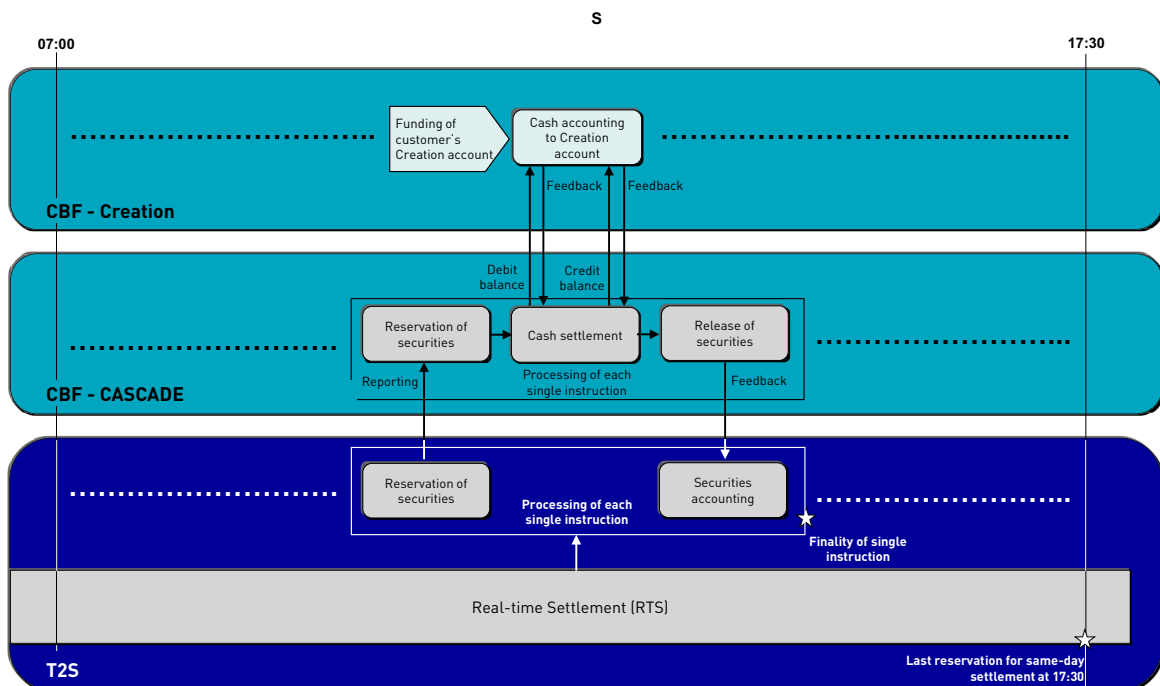 S
07:00
17:30
Funding of
customer's
Creation account
Cash accounting
to Creation
account
Feedback
Feedback
CBF - Creation
Debit
balance
Credit
balance
Reservation of
securities
Cash settlement
Release of
securities
Reporting
Processing of each
single instruction
Feedback
CBF - CASCADE
Reservation of
securities
Securities
accounting
Processing of each
single instruction
Finality of single
instruction
Real-time Settlement (RTS)
T2S
Last reservation for same-day
settlement at 17:30